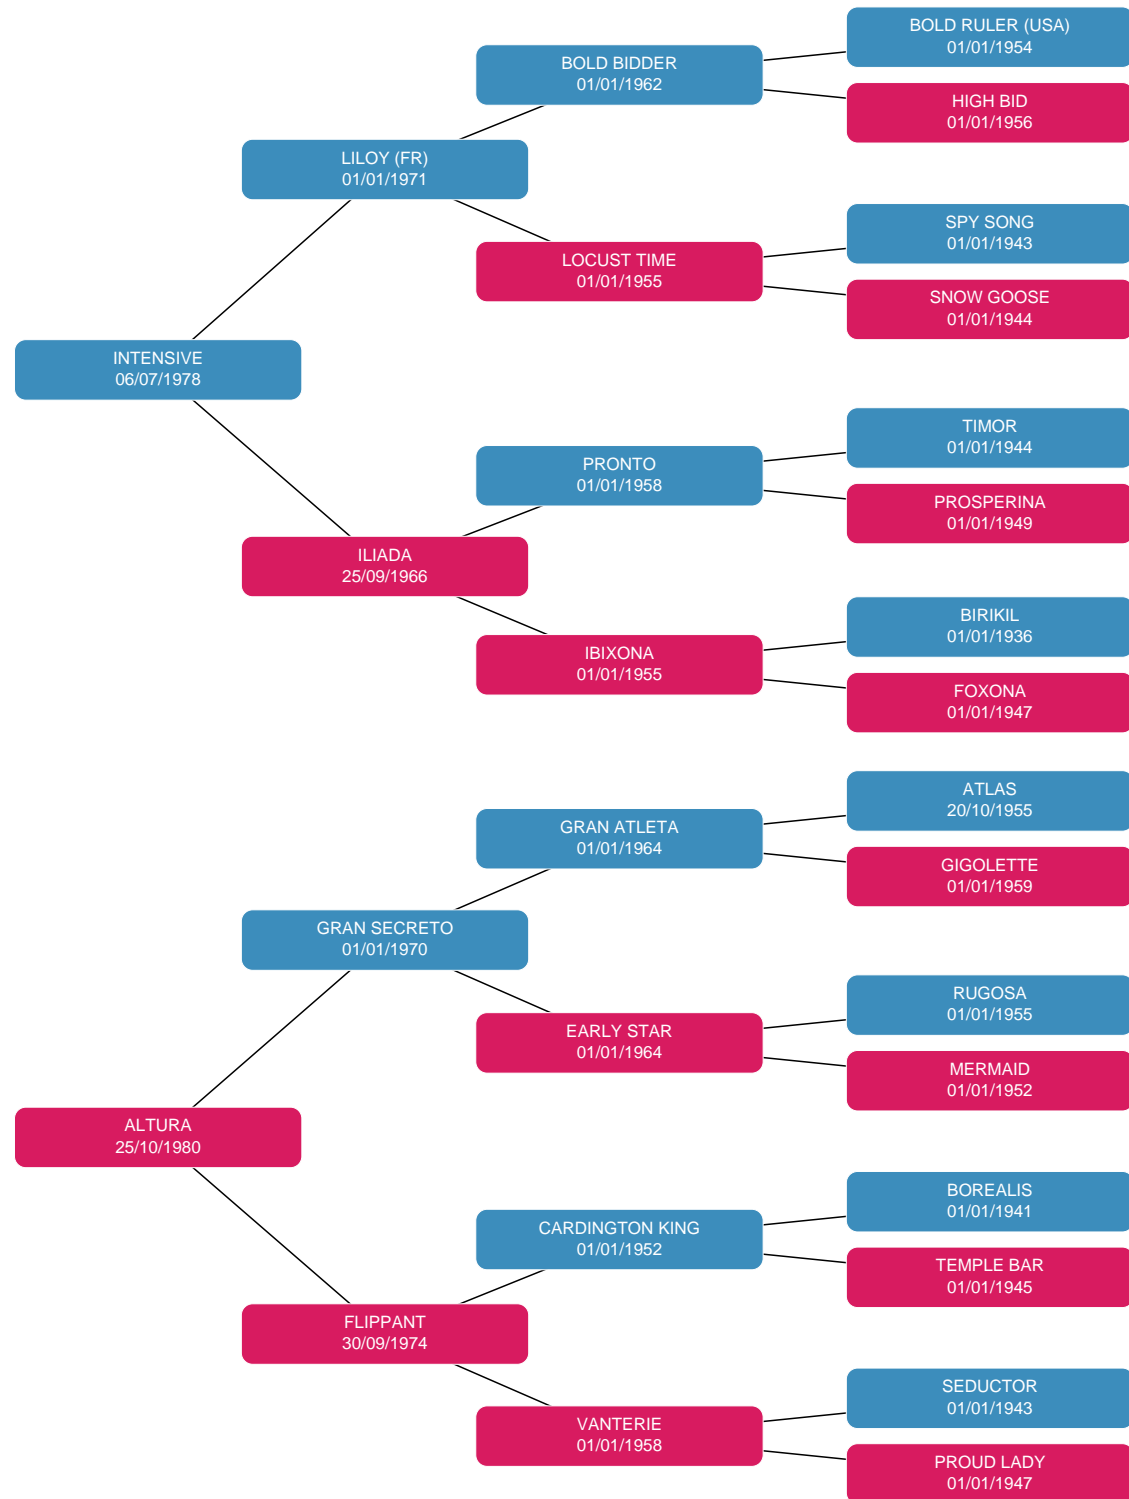 BOLD RULER (USA)
01/01/1954
BOLD BIDDER
01/01/1962
HIGH BID
01/01/1956
LILOY (FR)
01/01/1971
SPY SONG
01/01/1943
LOCUST TIME
01/01/1955
SNOW GOOSE
01/01/1944
INTENSIVE
06/07/1978
TIMOR
01/01/1944
PRONTO
01/01/1958
PROSPERINA
01/01/1949
ILIADA
25/09/1966
BIRIKIL
01/01/1936
IBIXONA
01/01/1955
FOXONA
01/01/1947
ATLAS
20/10/1955
GRAN ATLETA
01/01/1964
GIGOLETTE
01/01/1959
GRAN SECRETO
01/01/1970
RUGOSA
01/01/1955
EARLY STAR
01/01/1964
MERMAID
01/01/1952
ALTURA
25/10/1980
BOREALIS
01/01/1941
CARDINGTON KING
01/01/1952
TEMPLE BAR
01/01/1945
FLIPPANT
30/09/1974
SEDUCTOR
01/01/1943
VANTERIE
01/01/1958
PROUD LADY
01/01/1947